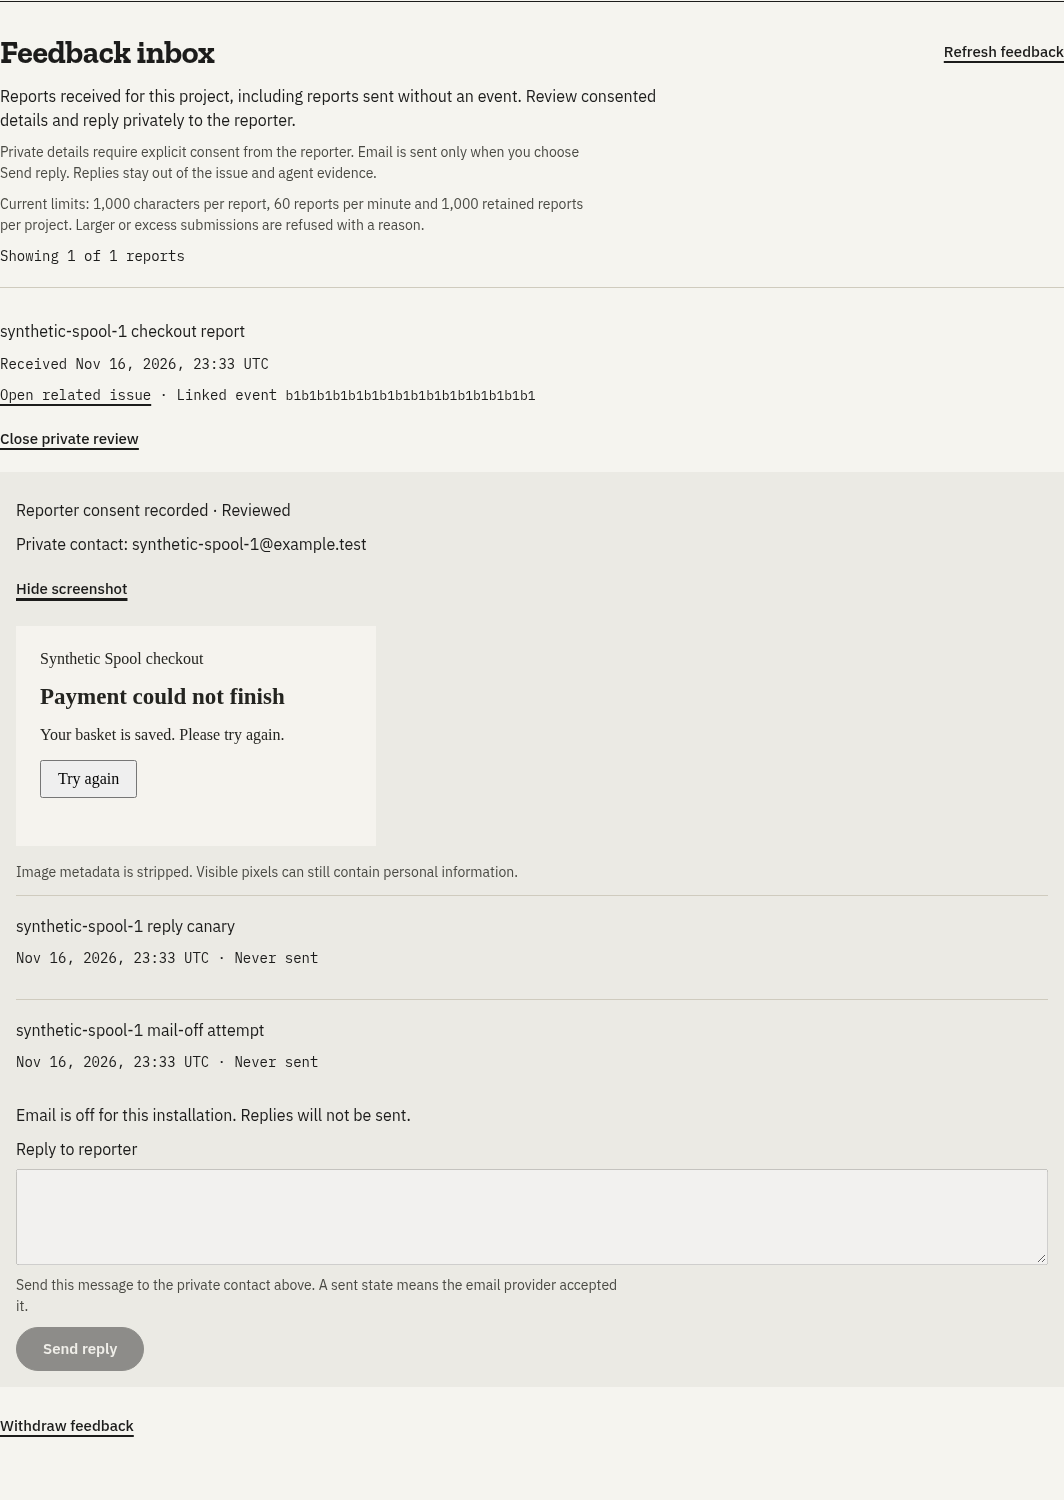 Feedback inbox
Refresh feedback
Reports received for this project, including reports sent without an event. Review consented
details and reply privately to the reporter.
Private details require explicit consent from the reporter. Email is sent only when you choose
Send reply. Replies stay out of the issue and agent evidence.
Current limits: 1,000 characters per report, 60 reports per minute and 1,000 retained reports
per project. Larger or excess submissions are refused with a reason.
Showing 1 of 1 reports
synthetic-spool-1 checkout report
Received Nov 16, 2026, 23:33 UTC
Open related issue · Linked event b1b1b1b1b1b1b1b1b1b1b1b1b1b1b1b1
Close private review
Reporter consent recorded · Reviewed
Private contact: synthetic-spool-1@example.test
Hide screenshot
Synthetic Spool checkout
Payment could not finish
Your basket is saved. Please try again.
Try again
Image metadata is stripped. Visible pixels can still contain personal information.
synthetic-spool-1 reply canary
Nov 16, 2026, 23:33 UTC · Never sent
synthetic-spool-1 mail-off attempt
Nov 16, 2026, 23:33 UTC · Never sent
Email is off for this installation. Replies will not be sent.
Reply to reporter
Send this message to the private contact above. A sent state means the email provider accepted
it.
Send reply
Withdraw feedback